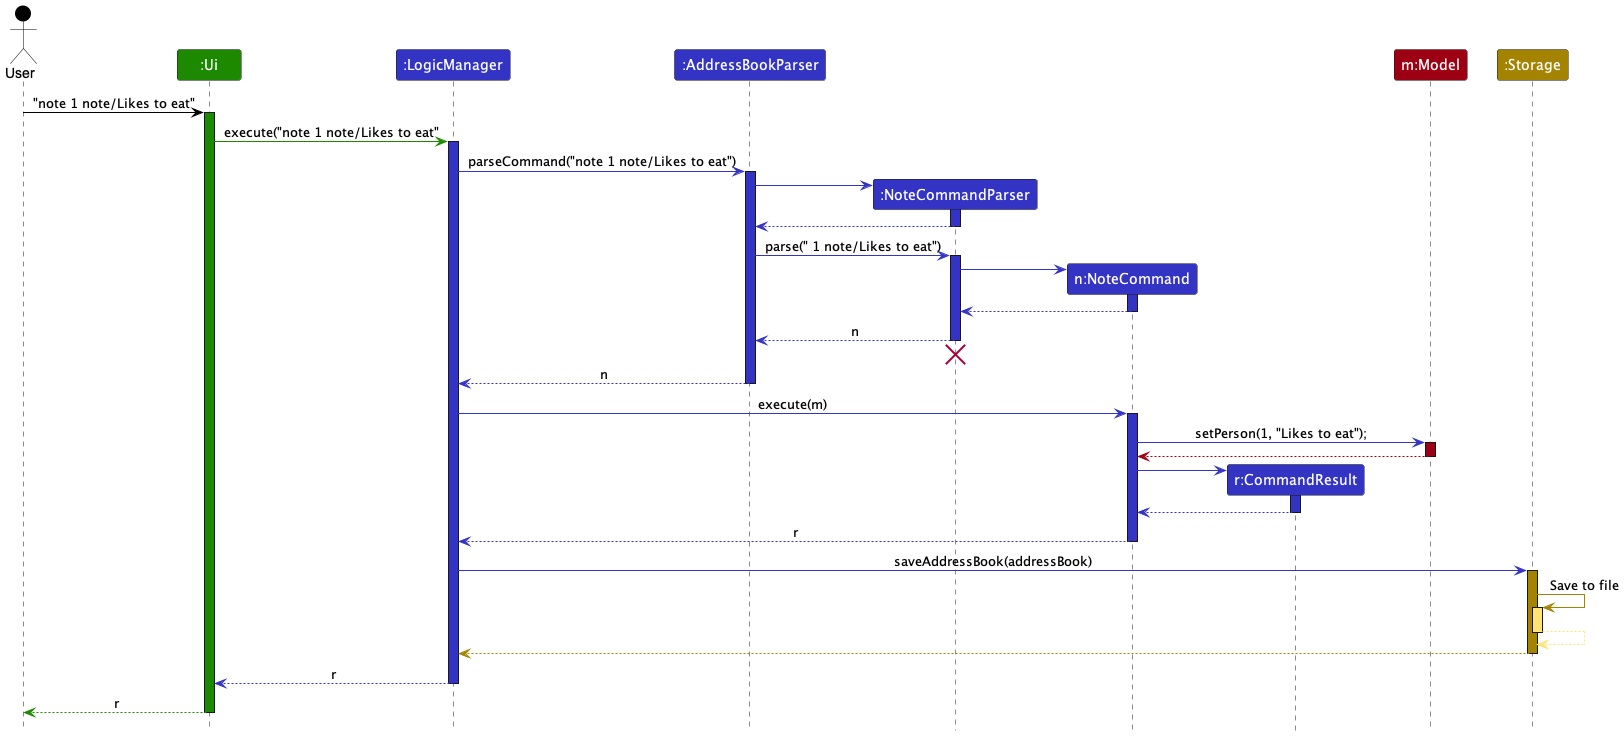 User
:Ui
:LogicManager
:AddressBookParser
m:Model
:Storage
"note 1 note/Likes to eat"
execute("note 1 note/Likes to eat"
parseCommand("note 1 note/Likes to eat")
:NoteCommandParser
parse(" 1 note/Likes to eat")
n:NoteCommand
n
n
execute(m)
setPerson(1, "Likes to eat");
r:CommandResult
r
saveAddressBook(addressBook)
Save to file
r
r